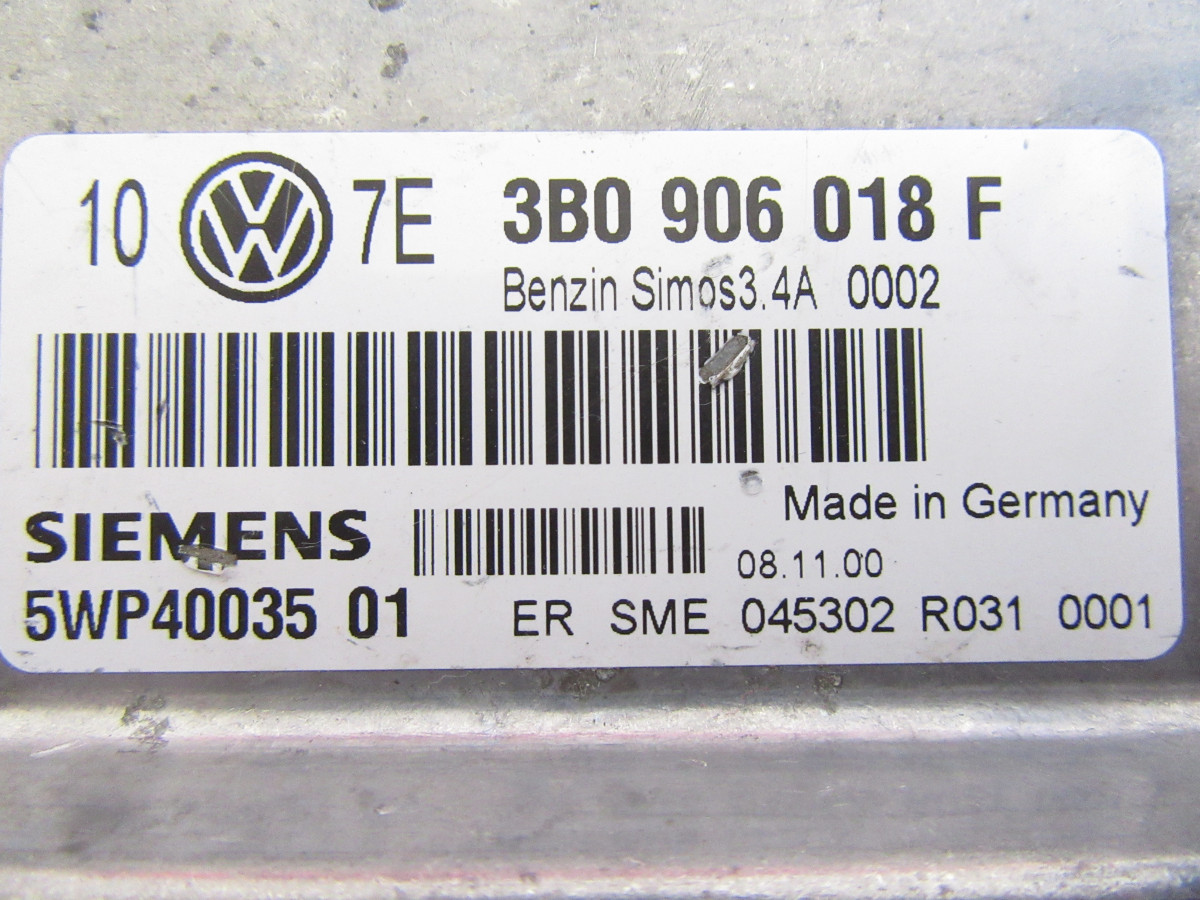 10 VW 7E 3B0 906 018 F
Benzin Simos3.4A 0002
Made in Germany
SIEMENS
08.11.00
5WP40035 01 ER SME 045302 R031 0001